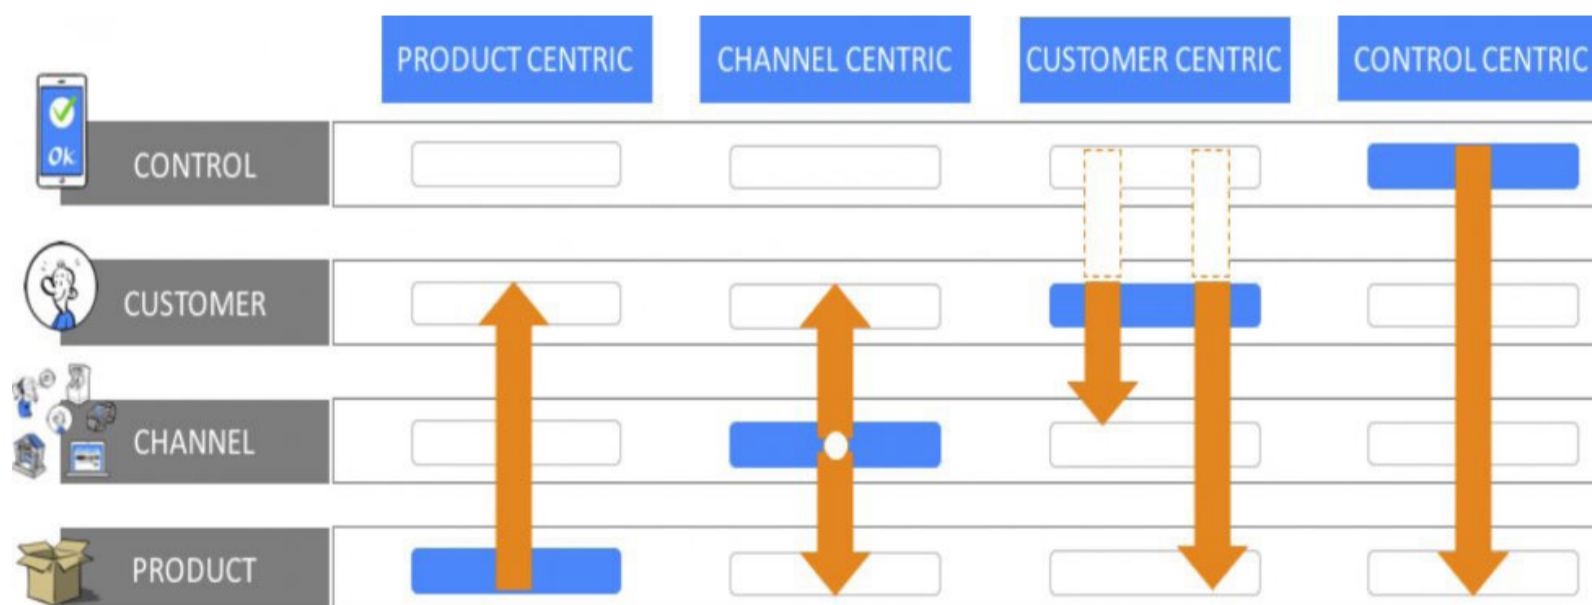 PRODUCT CENTRIC
CHANNEL CENTRIC
CUSTOMER CENTRIC
CONTROL CENTRIC
Ok
CONTROL
CUSTOMER
CHANNEL
PRODUCT